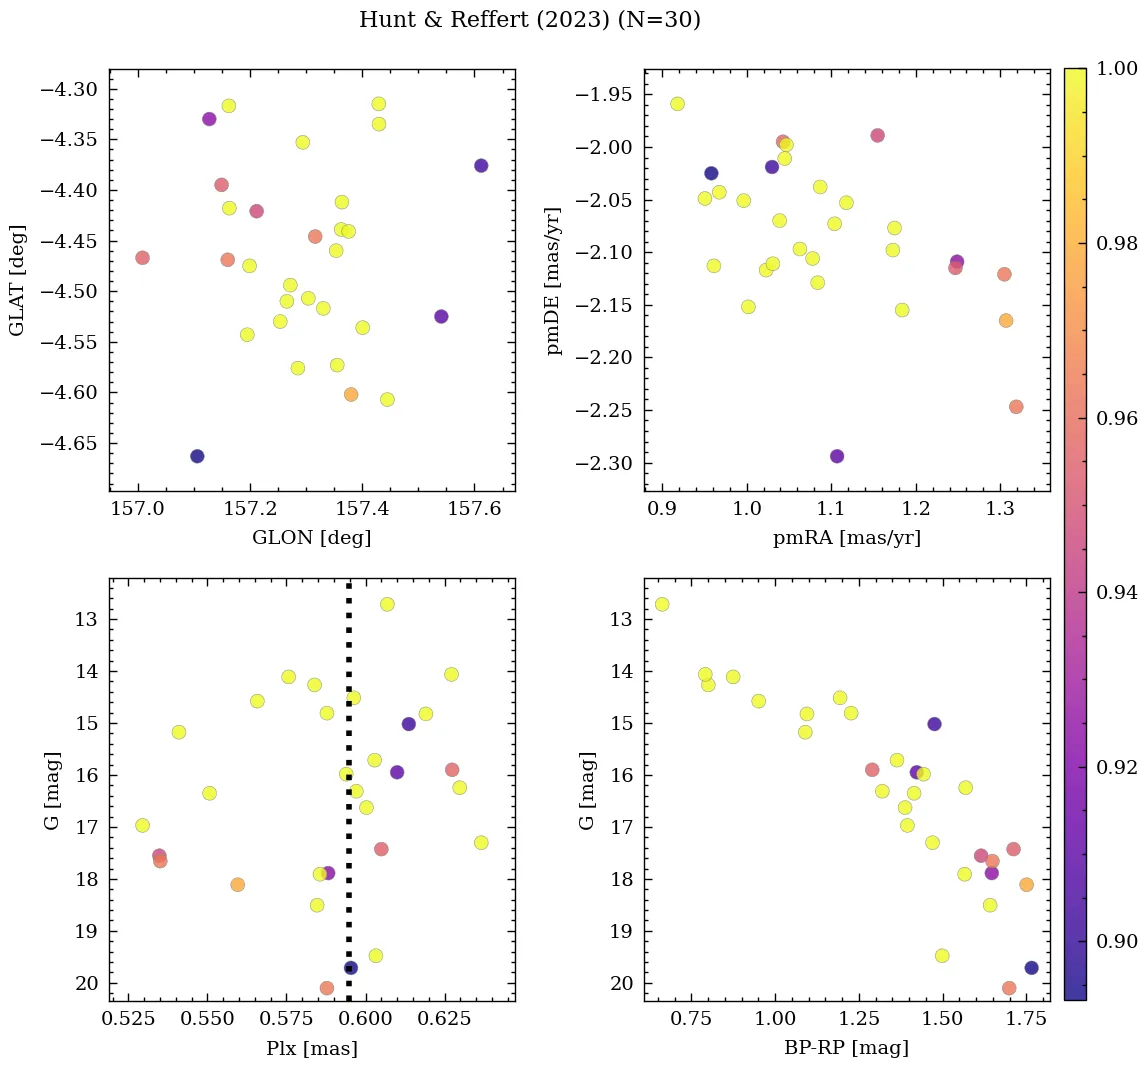 Hunt & Reffert (2023) (N=30)
−4.30
−4.35
−4.40
−4.45
−4.50
−4.55
−4.60
−4.65
GLAT [deg]
157.0 157.2 157.4 157.6
GLON [deg]
−1.95
−2.00
−2.05
−2.10
−2.15
−2.20
−2.25
−2.30
pmDE [mas/yr]
0.9 1.0 1.1 1.2 1.3
pmRA [mas/yr]
1.00
0.98
0.96
0.94
0.92
0.90
13
14
15
16
17
18
19
20
G [mag]
0.525 0.550 0.575 0.600 0.625
Plx [mas]
13
14
15
16
17
18
19
20
G [mag]
0.75 1.00 1.25 1.50 1.75
BP-RP [mag]